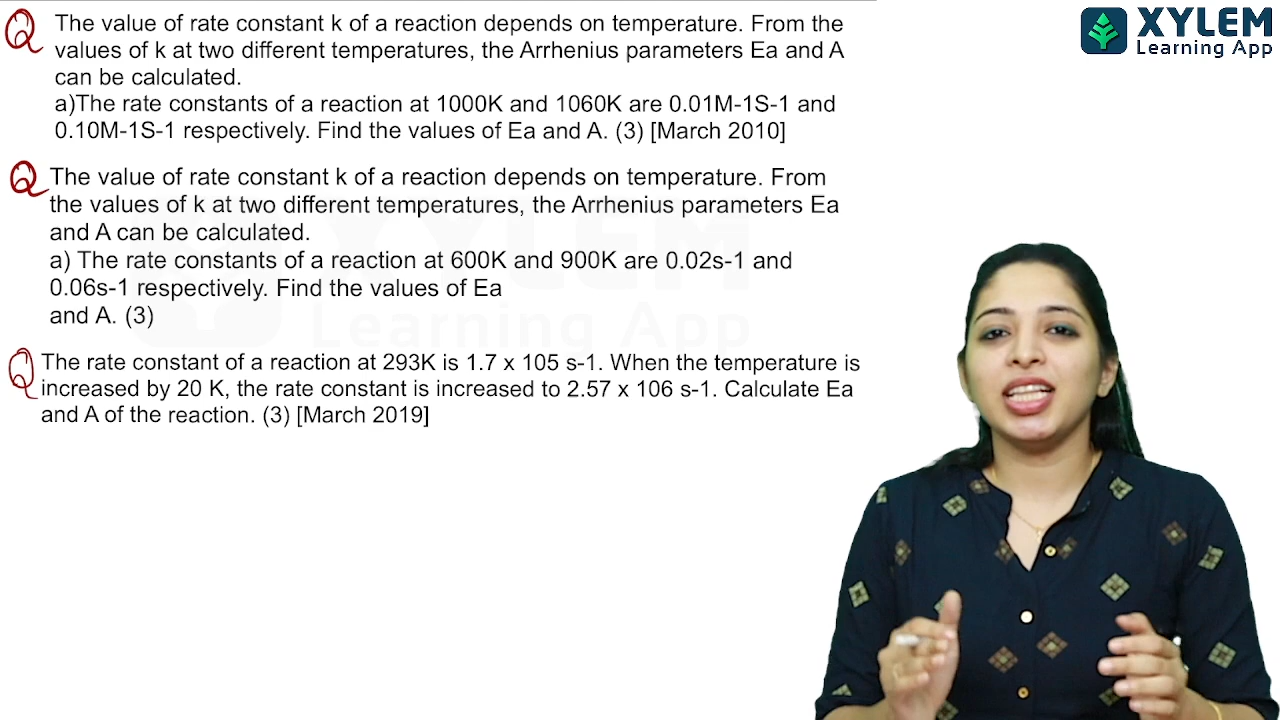 Q The value of rate constant k of a reaction depends on temperature. From the
values of k at two different temperatures, the Arrhenius parameters Ea and A
can be calculated.
a)The rate constants of a reaction at 1000K and 1060K are 0.01M-1S-1 and
0.10M-1S-1 respectively. Find the values of Ea and A. (3) [March 2010]
Q The value of rate constant k of a reaction depends on temperature. From
the values of k at two different temperatures, the Arrhenius parameters Ea
and A can be calculated.
a) The rate constants of a reaction at 600K and 900K are 0.02s-1 and
0.06s-1 respectively. Find the values of Ea
and A. (3)
Q The rate constant of a reaction at 293K is 1.7 x 105 s-1. When the temperature is
increased by 20 K, the rate constant is increased to 2.57 x 106 s-1. Calculate Ea
and A of the reaction. (3) [March 2019]
XYLEM
Learning App
XYLEM
Learning App